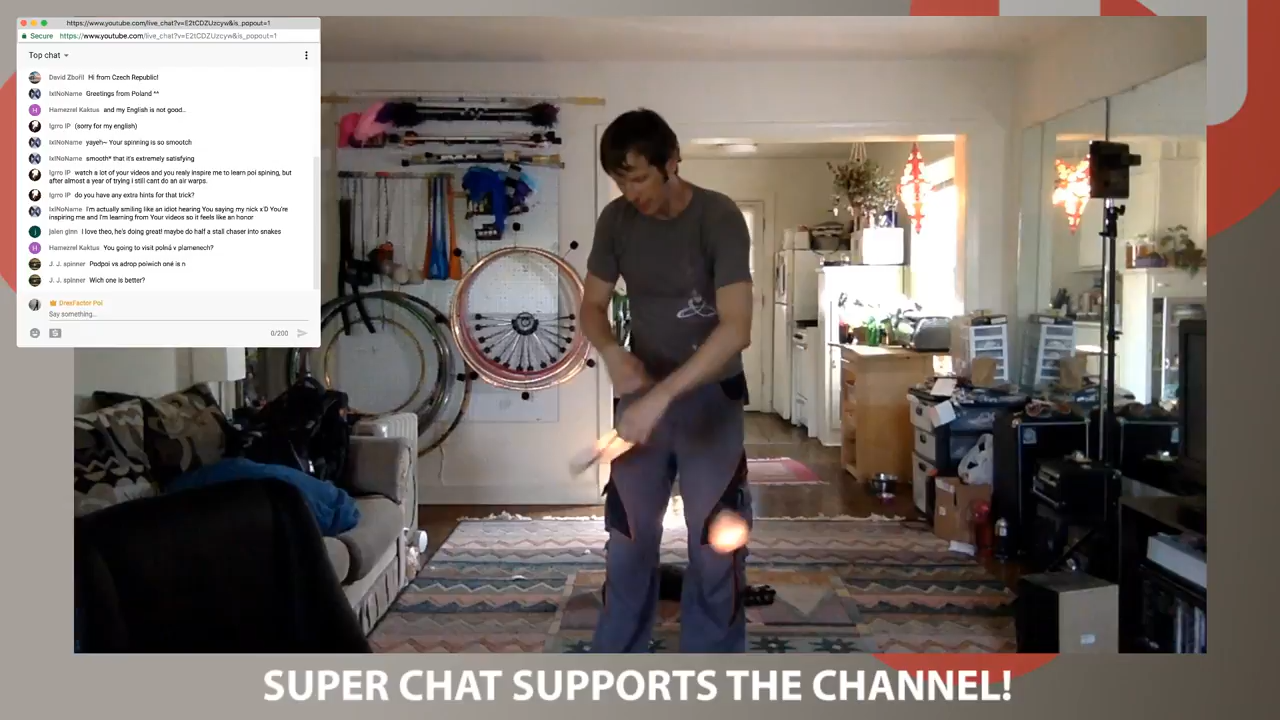 https://www.youtube.com/live_chat?v=E2tCDZUzcyw&is_popout=1
Secure https://www.youtube.com/live_chat?v=E2tCDZUzcyw&is_popout=1
Top chat
David Zbořil Hi from Czech Republic!
IxINoName Greetings from Poland ^^
H Hamezrel Kaktus and my English is not good..
Igrro IP (sorry for my english)
IxINoName yayeh~ Your spinning is so smootch
IxINoName smooth* that it's extremely satisfying
Igrro IP watch a lot of your videos and you realy inspire me to learn poi spining, but
after almost a year of trying I still cant do an air warps.
Igrro IP do you have any extra hints for that trick?
IxINoName I'm actually smiling like an idiot hearing You saying my nick x'D You're
inspiring me and I'm learning from Your videos so it feels like an honor
j jalen ginn I love theo, he's doing great! maybe do half a stall chaser into snakes
H Hamezrel Kaktus You going to visit polná v plamenech?
J. J. spinner Podpoi vs adrop poiwich oné is n
J. J. spinner Wich one is better?
DrexFactor Poi
Say something...
0/200
SUPER CHAT SUPPORTS THE CHANNEL!